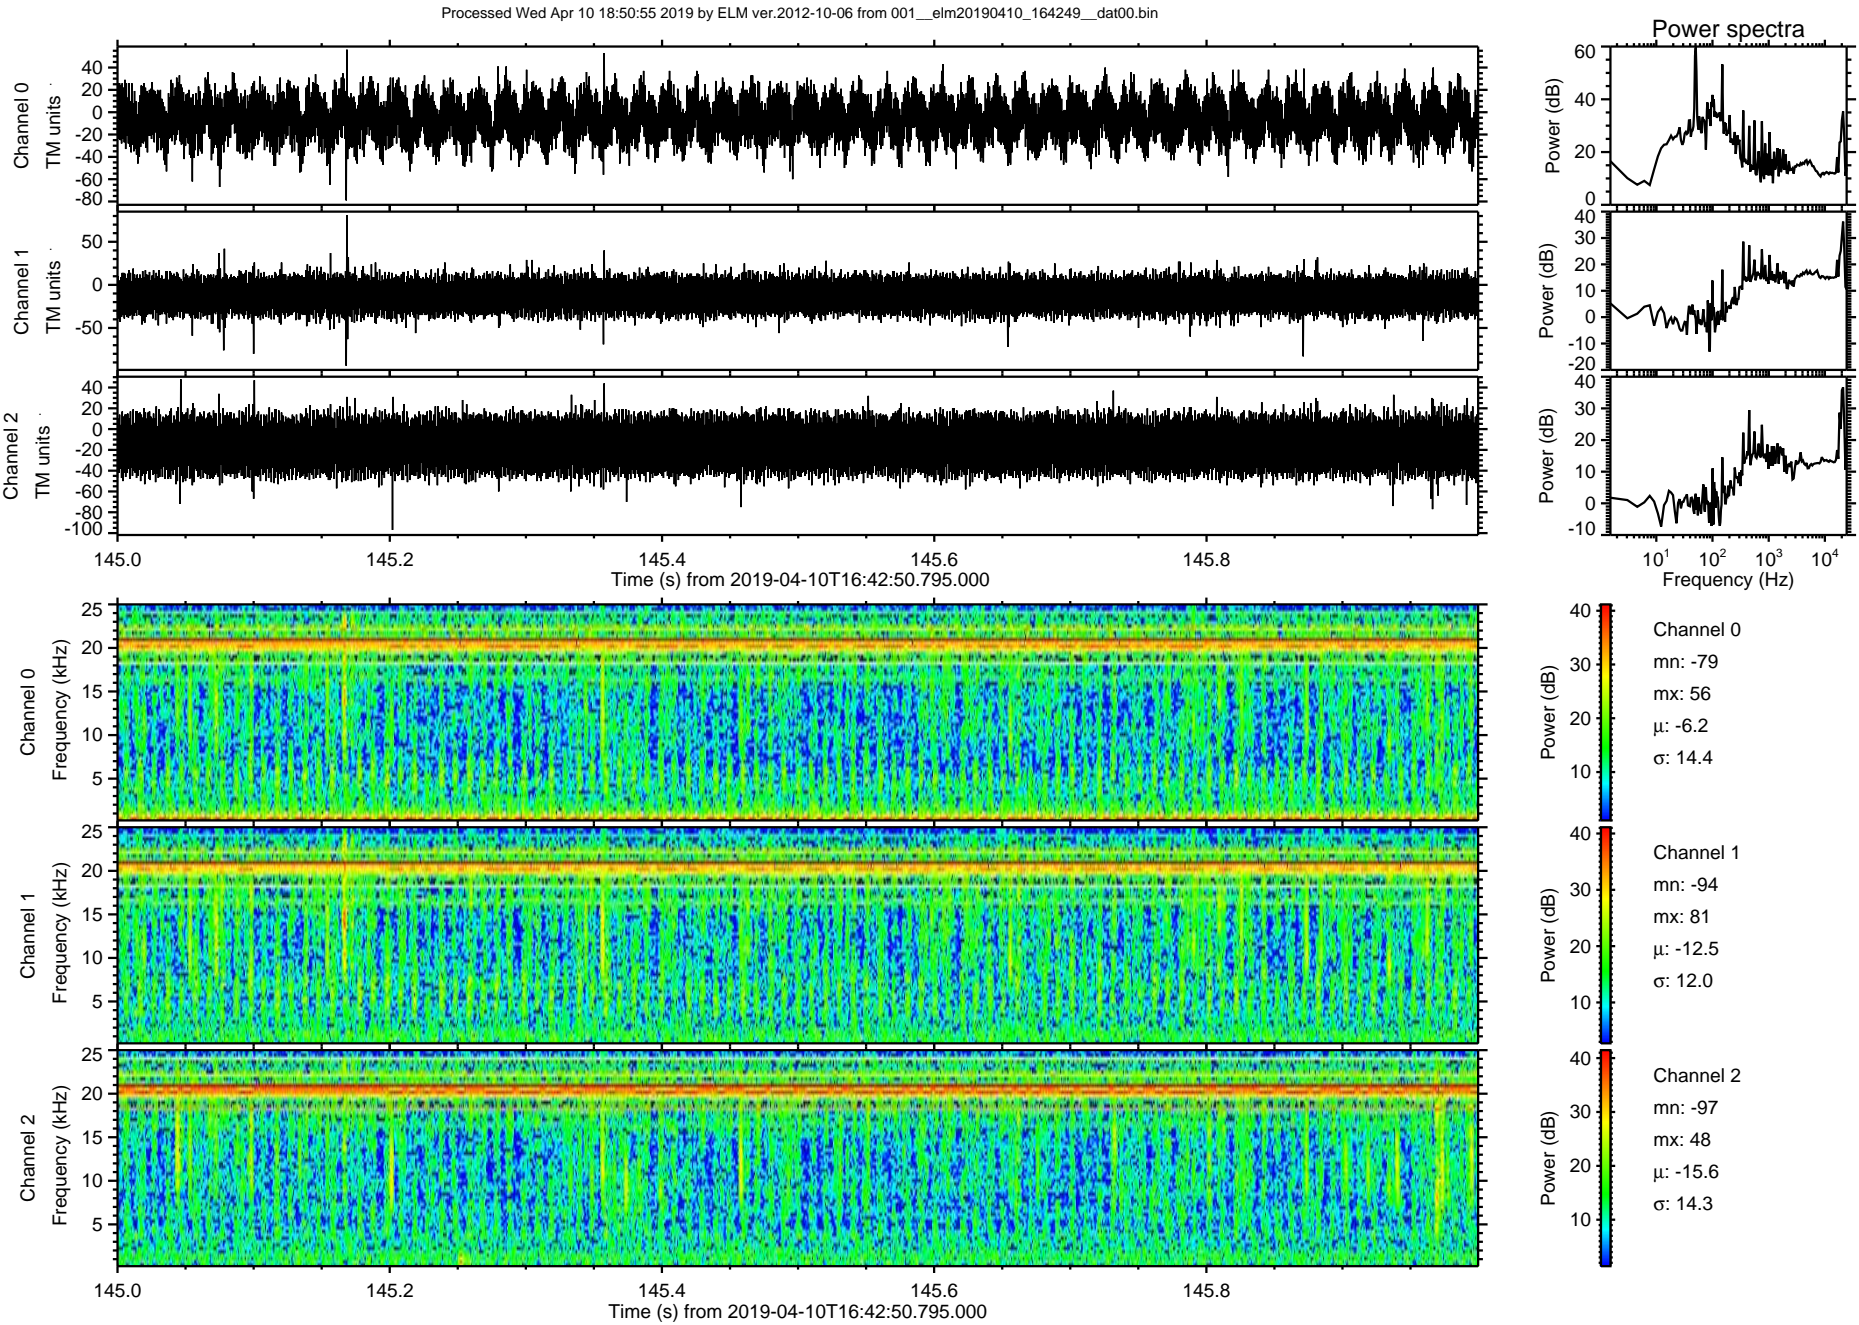 Processed Wed Apr 10 18:50:55 2019 by ELM ver.2012-10-06 from 001__elm20190410_164249__dat00.bin
Power spectra
Channel 0
TM units
40
20
0
-20
-40
-60
-80
Power (dB)
60
40
20
0
Channel 1
TM units
50
0
-50
Power (dB)
40
30
20
10
0
-10
-20
Channel 2
TM units
40
20
0
-20
-40
-60
-80
-100
Power (dB)
40
30
20
10
0
-10
145.0 145.2 145.4 145.6 145.8
Time (s) from 2019-04-10T16:42:50.795.000
10^1 10^2 10^3 10^4
Frequency (Hz)
Channel 0
Frequency (kHz)
25
20
15
10
5
Power (dB)
40
30
20
10
Channel 0
mn: -79
mx: 56
μ: -6.2
σ: 14.4
Channel 1
Frequency (kHz)
25
20
15
10
5
Power (dB)
40
30
20
10
Channel 1
mn: -94
mx: 81
μ: -12.5
σ: 12.0
Channel 2
Frequency (kHz)
25
20
15
10
5
Power (dB)
40
30
20
10
Channel 2
mn: -97
mx: 48
μ: -15.6
σ: 14.3
145.0 145.2 145.4 145.6 145.8
Time (s) from 2019-04-10T16:42:50.795.000